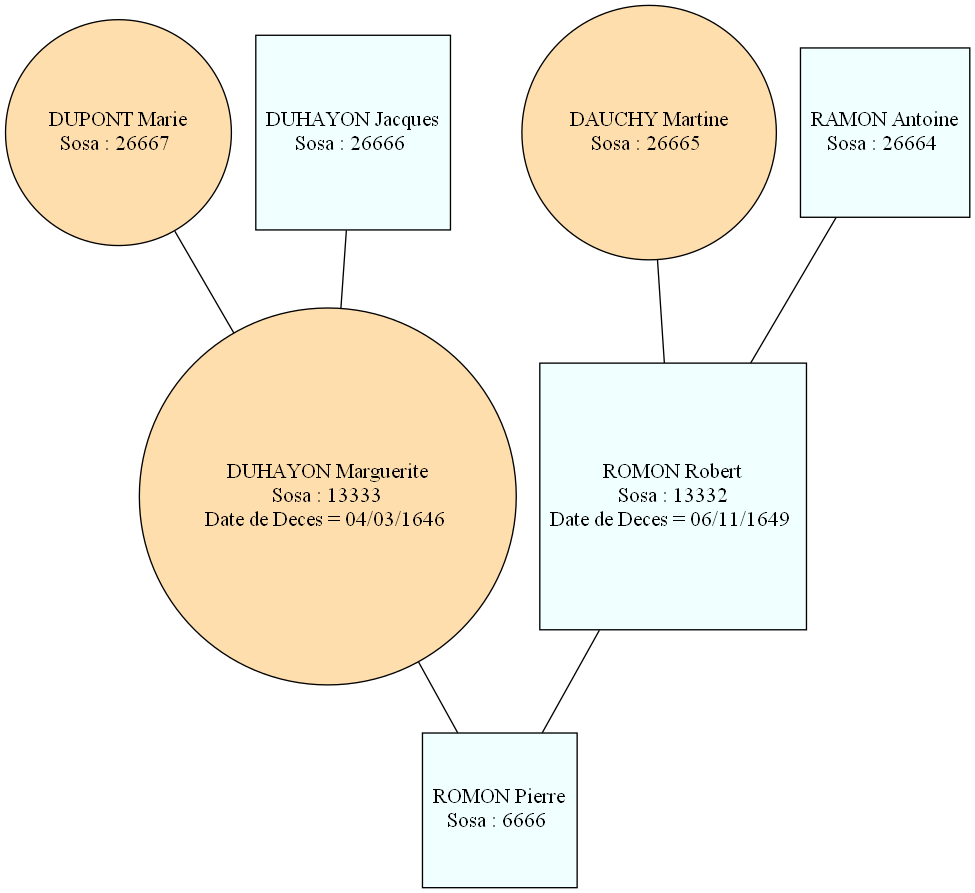 DUPONT Marie
Sosa : 26667
DUHAYON Jacques
Sosa : 26666
DAUCHY Martine
Sosa : 26665
RAMON Antoine
Sosa : 26664
DUHAYON Marguerite
Sosa : 13333
Date de Deces = 04/03/1646
ROMON Robert
Sosa : 13332
Date de Deces = 06/11/1649
ROMON Pierre
Sosa : 6666